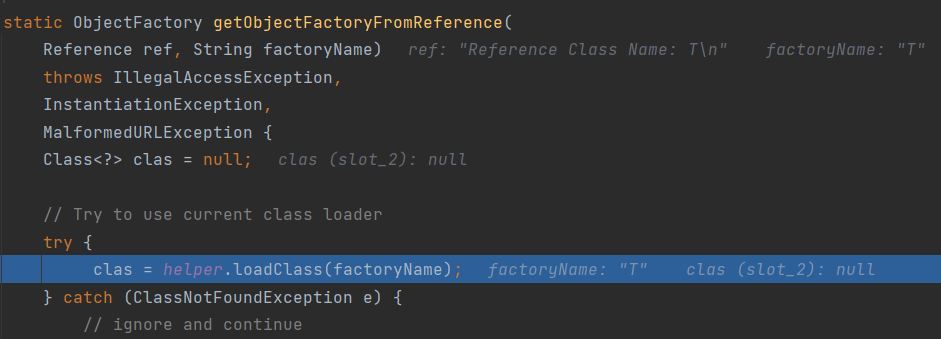 static ObjectFactory getObjectFactoryFromReference(
Reference ref, String factoryName) ref: "Reference Class Name: T\n" factoryName: "T"
throws IllegalAccessException,
InstantiationException,
MalformedURLException {
Class<?> clas = null; clas (slot_2): null
// Try to use current class loader
try {
clas = helper.loadClass(factoryName); factoryName: "T" clas (slot_2): null
} catch (ClassNotFoundException e) {
// ignore and continue